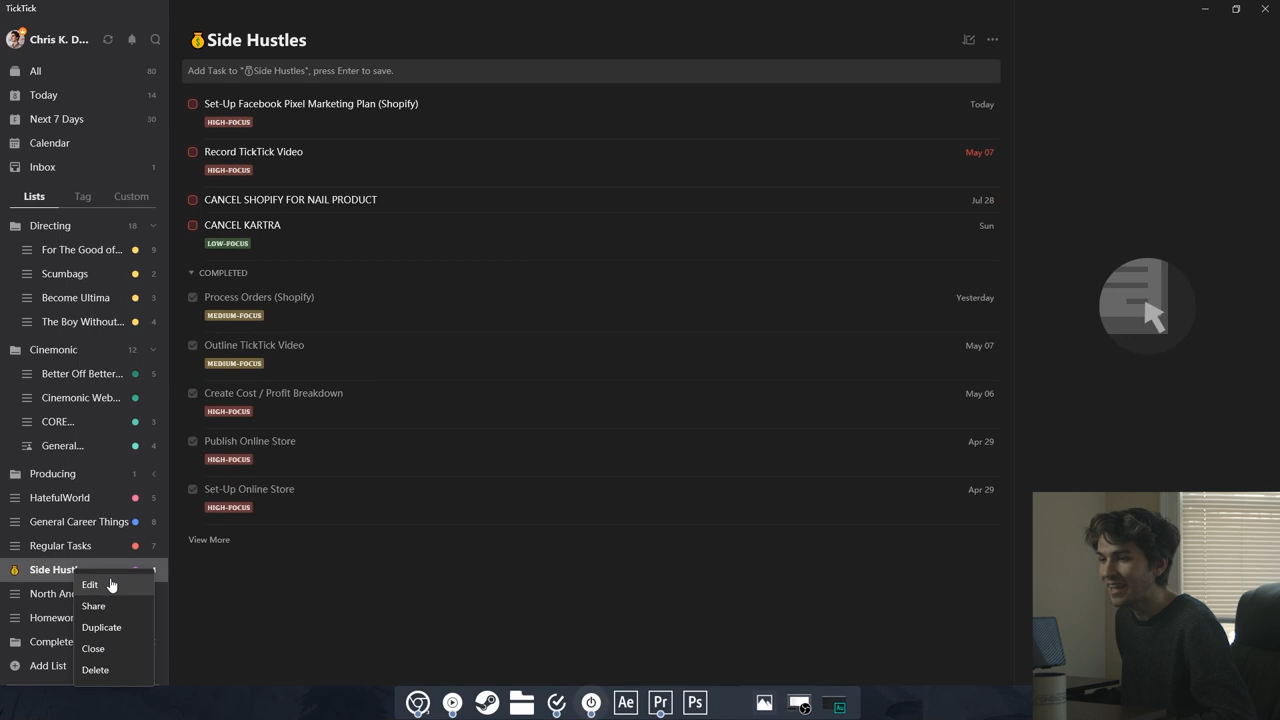 TickTick
Chris K. D...
All 80
Today 14
Next 7 Days 30
Calendar
Inbox 1
Lists Tag Custom
Directing 18
For The Good of... 9
Scumbags 2
Become Ultima 3
The Boy Without... 4
Cinemonic 12
Better Off Better... 5
Cinemonic Web...
CORE... 3
General... 4
Producing 1
HatefulWorld 5
General Career Things 8
Regular Tasks 7
Side Hustl
North An
Homewor
Complete
Add List
Edit
Share
Duplicate
Close
Delete
Side Hustles
Add Task to "💰Side Hustles", press Enter to save.
Set-Up Facebook Pixel Marketing Plan (Shopify) Today
HIGH-FOCUS
Record TickTick Video May 07
HIGH-FOCUS
CANCEL SHOPIFY FOR NAIL PRODUCT Jul 28
CANCEL KARTRA Sun
LOW-FOCUS
COMPLETED
Process Orders (Shopify) Yesterday
MEDIUM-FOCUS
Outline TickTick Video May 07
MEDIUM-FOCUS
Create Cost / Profit Breakdown May 06
HIGH-FOCUS
Publish Online Store Apr 29
HIGH-FOCUS
Set-Up Online Store Apr 29
HIGH-FOCUS
View More
Ae Pr Ps Au